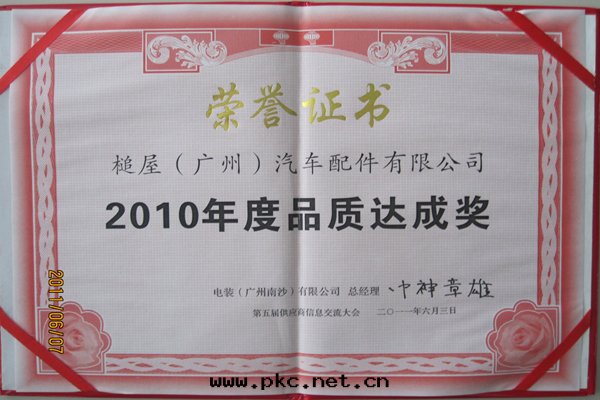 荣誉证书
槌屋（广州）汽车配件有限公司
2010年度品质达成奖
电装（广州南沙）有限公司 总经理 中神章雄
第五届供应商信息交流大会 二〇一一年六月三日
2011/06/07
www.pkc.net.cn